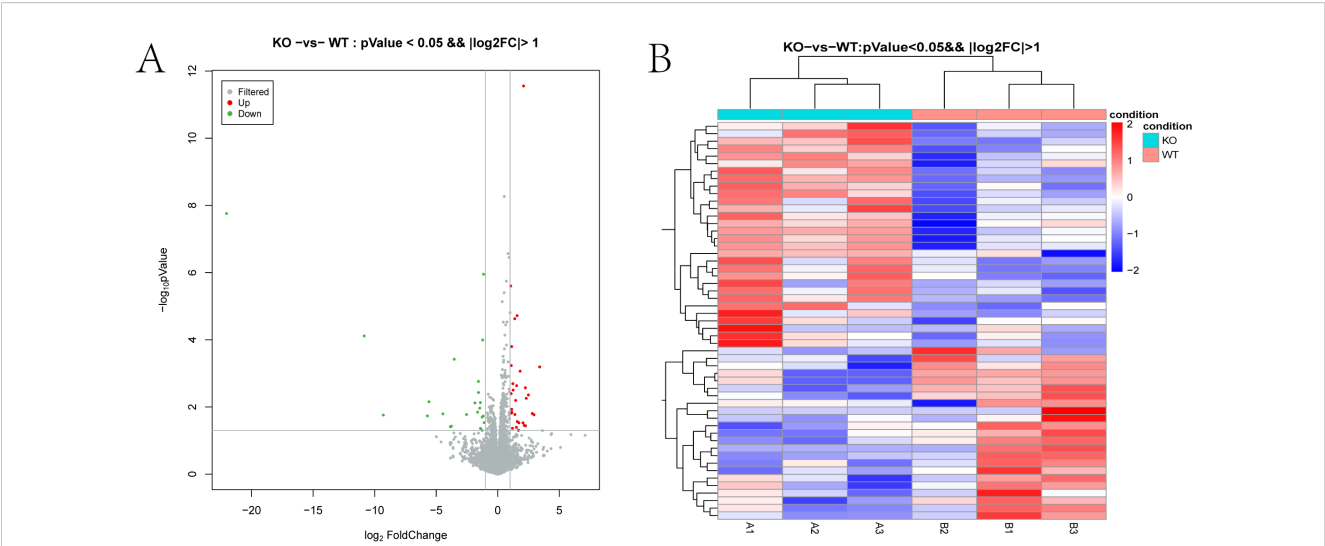 A
KO −vs− WT : pValue < 0.05 && |log2FC|> 1
Filtered
Up
Down
12
10
8
6
4
2
0
−log10pValue
−20
−15
−10
−5
0
5
log2 FoldChange
B
KO−vs−WT:pValue<0.05&& |log2FC|>1
condition
2
1
0
−1
−2
condition
KO
WT
A1
A2
A3
B2
B1
B3